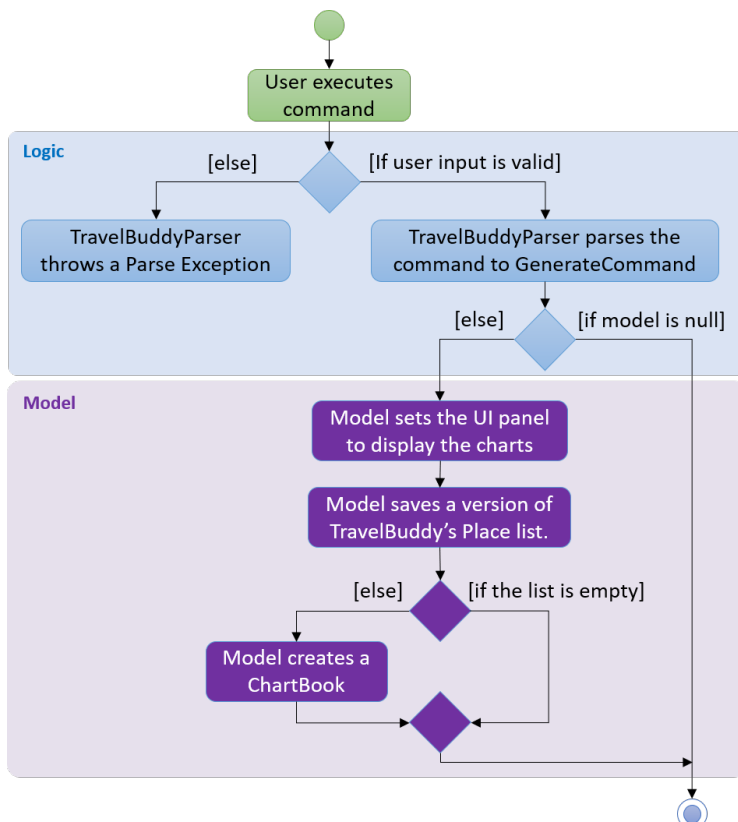 User executes
command
Logic
[else]
[If user input is valid]
TravelBuddyParser
throws a Parse Exception
TravelBuddyParser parses the
command to GenerateCommand
[else]
[if model is null]
Model
Model sets the UI panel
to display the charts
Model saves a version of
TravelBuddy’s Place list.
[else]
[if the list is empty]
Model creates a
ChartBook